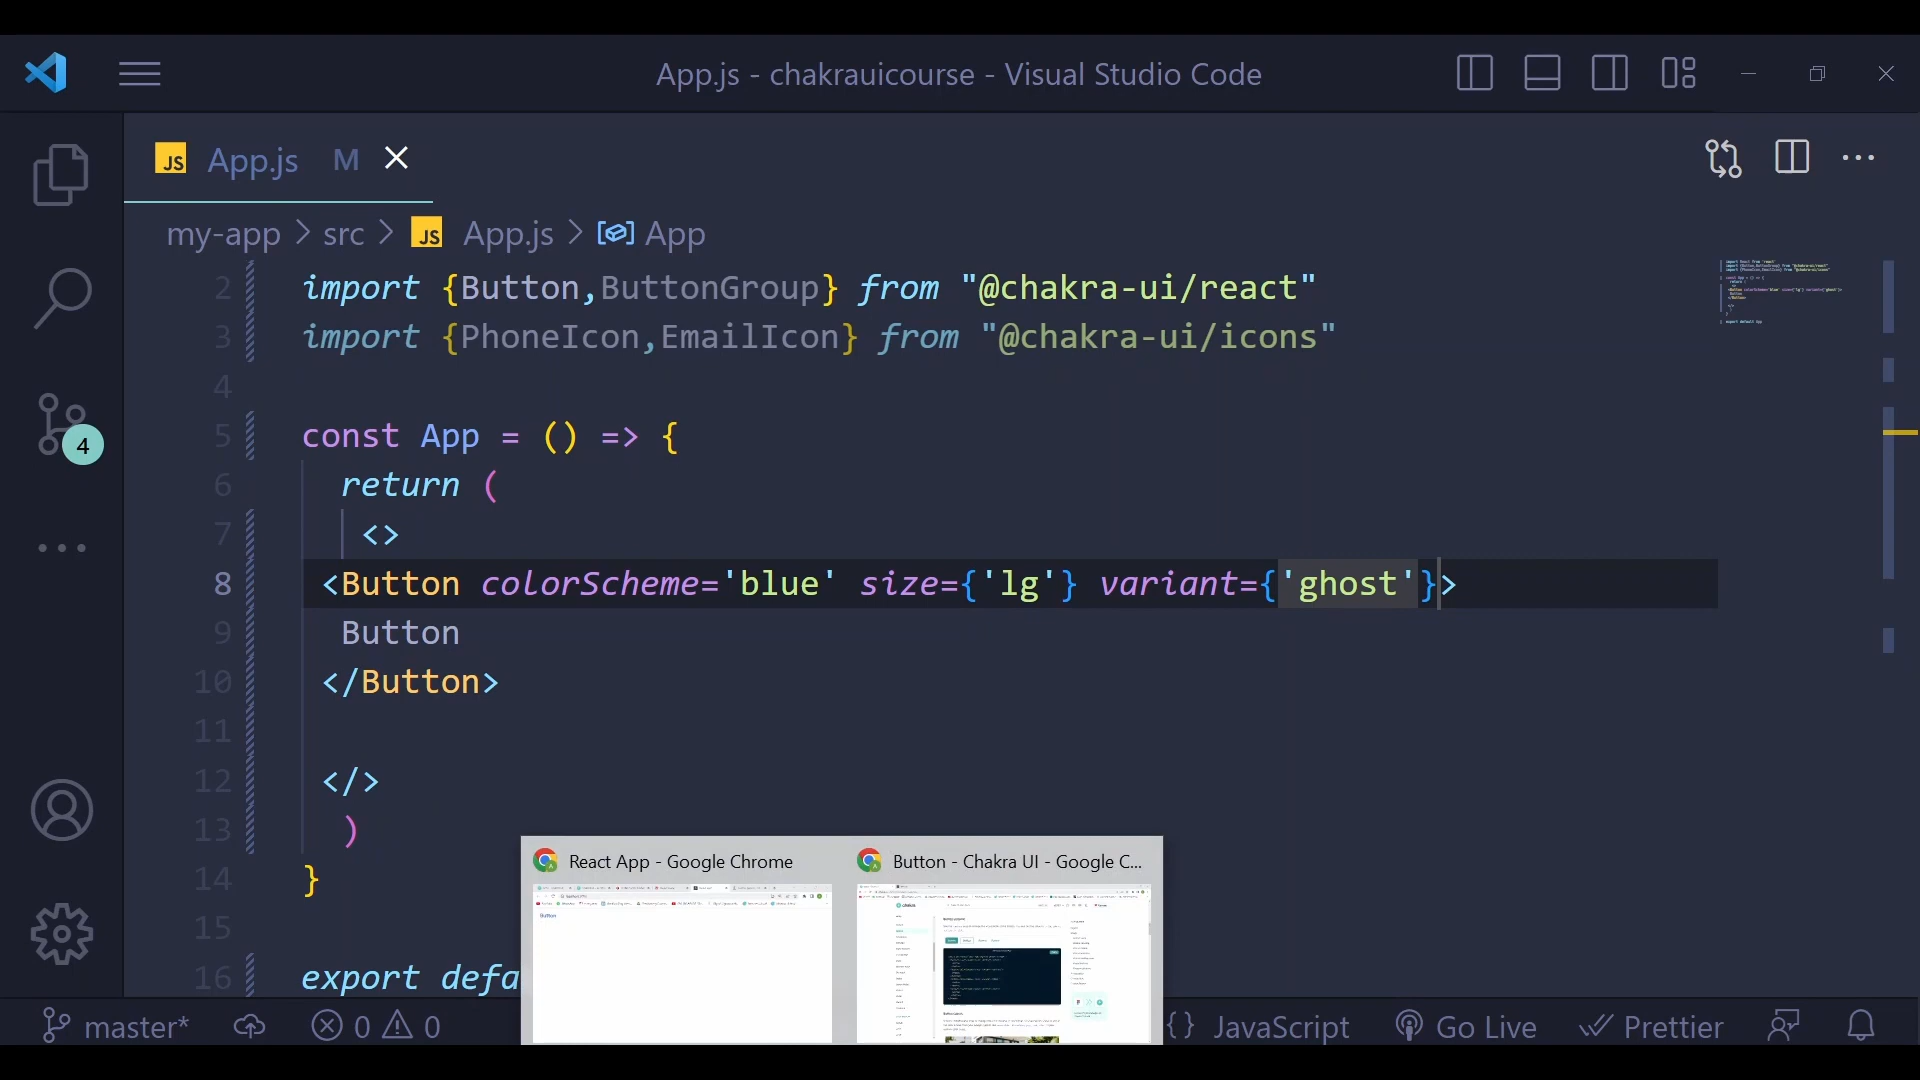 App.js - chakrauicourse - Visual Studio Code
JS App.js M
my-app > src > JS App.js > App
2 import {Button,ButtonGroup} from "@chakra-ui/react"
3 import {PhoneIcon,EmailIcon} from "@chakra-ui/icons"
4
5 const App = () => {
6 return (
7 <>
8 <Button colorScheme='blue' size={'lg'} variant={'ghost'}>
9 Button
10 </Button>
11
12 </>
13 )
14 }
15
16 export defa
4
React App - Google Chrome
Button - Chakra UI - Google C...
Button
master* 0 0 {} JavaScript Go Live Prettier